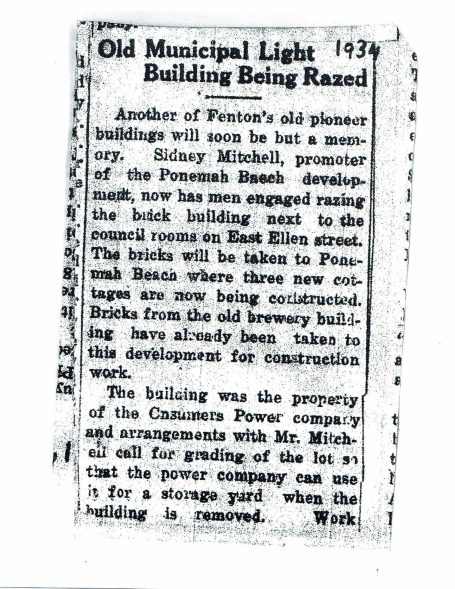 Old Municipal Light 1934
Building Being Razed
Another of Fenton's old pioneer
buildings will soon be but a mem-
ory. Sidney Mitchell, promoter
of the Ponemah Baech develop-
ment, now has men engaged razing
the brick building next to the
council rooms on East Ellen street.
The bricks will be taken to Pone-
mah Beach where three new cot-
tages are now being constructed.
Bricks from the old brewery build-
ing have already been taken to
this development for construction
work.
The building was the property
of the Cnsumers Power company
and arrangements with Mr. Mitch-
ell call for grading of the lot so
that the power company can use
it for a storage yard when the
building is removed. Work